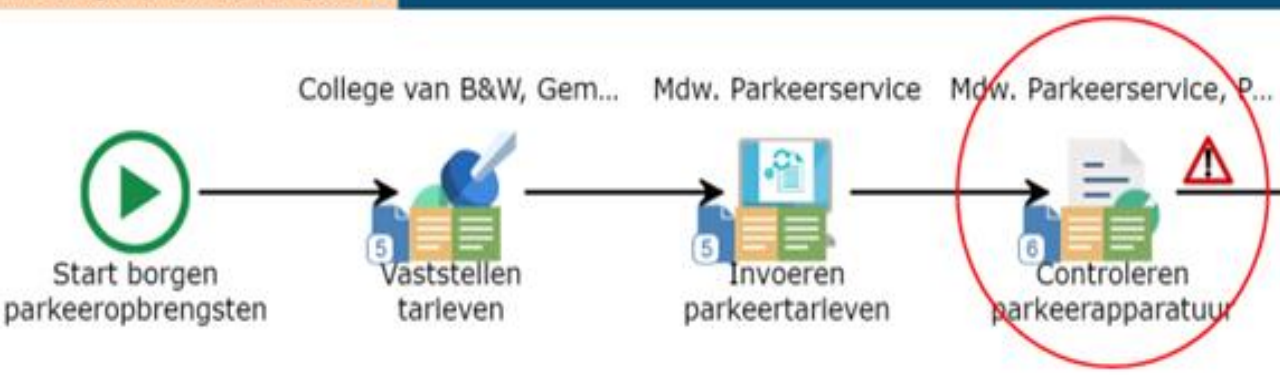 College van B&W, Gem...
Mdw. Parkeerservice
Mdw. Parkeerservice, P...
5
5
6
Start borgen
parkeeropbrengsten
Vaststellen
tarieven
Invoeren
parkeertarieven
Controleren
parkeerapparatuur